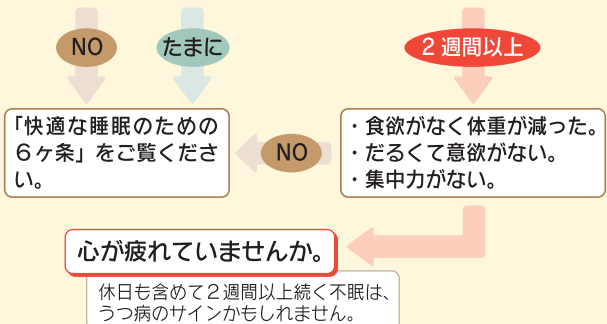 NO
たまに
2週間以上
「快適な睡眠のための
6ヶ条」をご覧くださ
い。
NO
・食欲がなく体重が減った。
・だるくて意欲がない。
・集中力がない。
心が疲れていませんか。
休日も含めて2週間以上続く不眠は、
うつ病のサインかもしれません。